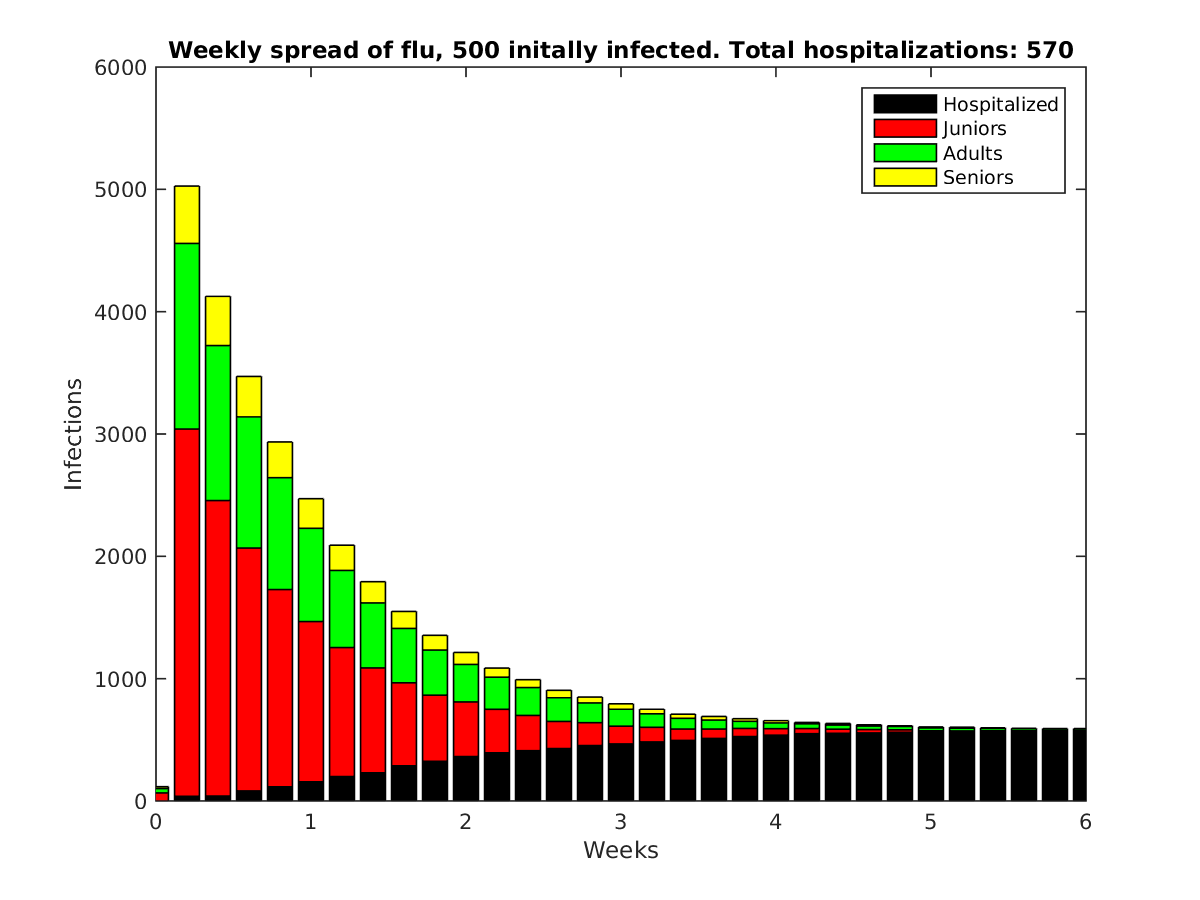 Weekly spread of flu, 500 initally infected. Total hospitalizations: 570
6000
5000
4000
3000
2000
1000
0
Infections
Hospitalized
Juniors
Adults
Seniors
0 1 2 3 4 5 6
Weeks